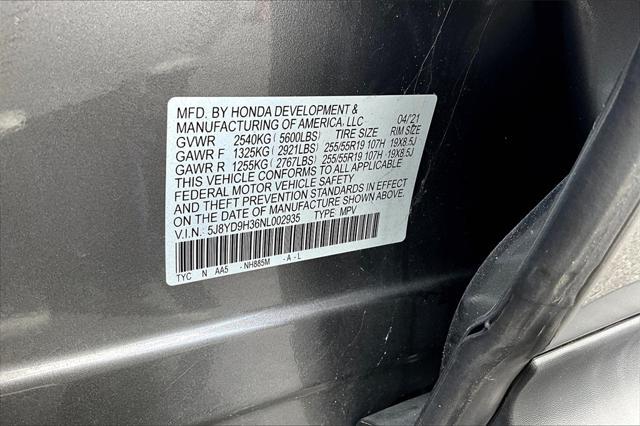 MFD. BY HONDA DEVELOPMENT &
MANUFACTURING OF AMERICA, LLC 04/21
GVWR 2540KG (5600LBS) TIRE SIZE RIM SIZE
GAWR F 1325KG (2921LBS) 255/55R19 107H 19X8.5J
GAWR R 1255KG (2767LBS) 255/55R19 107H 19X8.5J
THIS VEHICLE CONFORMS TO ALL APPLICABLE
FEDERAL MOTOR VEHICLE SAFETY
AND THEFT PREVENTION STANDARDS IN EFFECT
ON THE DATE OF MANUFACTURE SHOWN ABOVE.
V.I.N. 5J8YD9H36NL002935 TYPE MPV
TYC N AA5 -NH885M -A-L